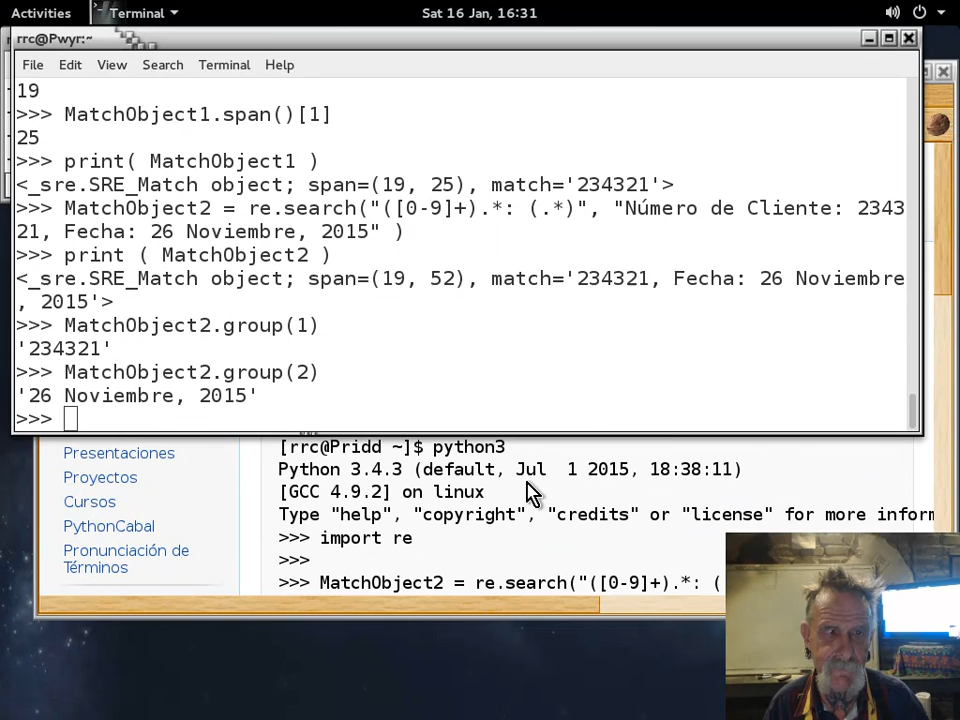 Activities
Terminal
Sat 16 Jan, 16:31
rrc@Pwyr:~
File Edit View Search Terminal Help
19
>>> MatchObject1.span()[1]
25
>>> print( MatchObject1 )
<_sre.SRE_Match object; span=(19, 25), match='234321'>
>>> MatchObject2 = re.search("([0-9]+).*: (.*)", "Número de Cliente: 2343
21, Fecha: 26 Noviembre, 2015" )
>>> print ( MatchObject2 )
<_sre.SRE_Match object; span=(19, 52), match='234321, Fecha: 26 Noviembre
, 2015'>
>>> MatchObject2.group(1)
'234321'
>>> MatchObject2.group(2)
'26 Noviembre, 2015'
>>>
Presentaciones
Proyectos
Cursos
PythonCabal
Pronunciación de
Términos
[rrc@Pridd ~]$ python3
Python 3.4.3 (default, Jul 1 2015, 18:38:11)
[GCC 4.9.2] on linux
Type "help", "copyright", "credits" or "license" for more inform
>>> import re
>>>
>>> MatchObject2 = re.search("([0-9]+).*: (